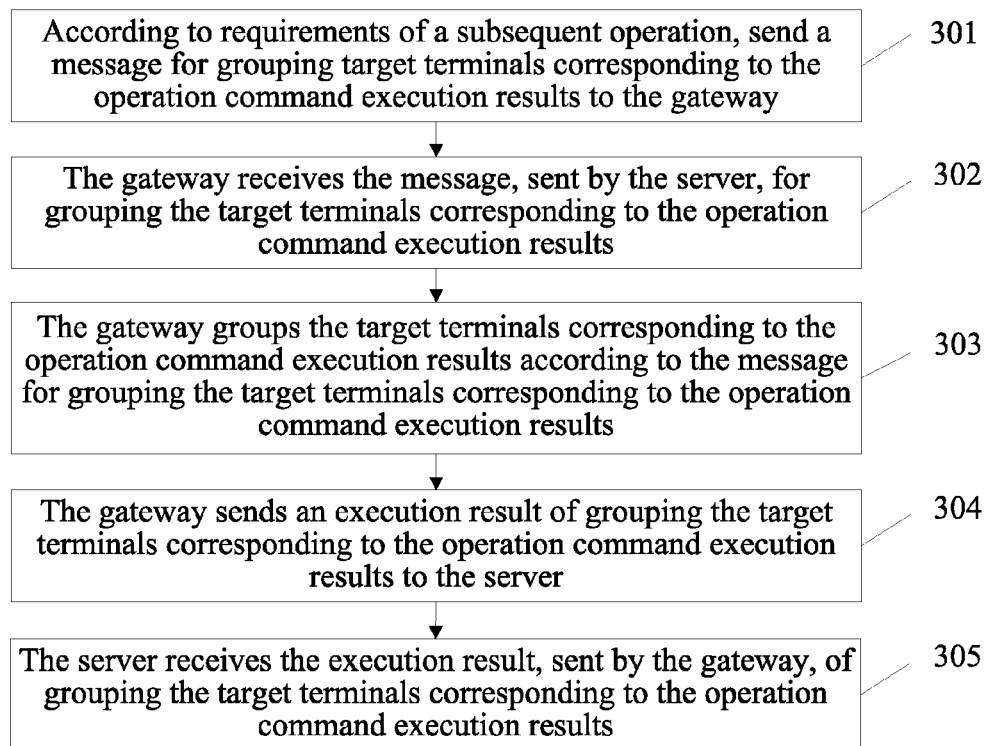 According to requirements of a subsequent operation, send a
message for grouping target terminals corresponding to the
operation command execution results to the gateway
301
The gateway receives the message, sent by the server, for
grouping the target terminals corresponding to the operation
command execution results
302
The gateway groups the target terminals corresponding to the
operation command execution results according to the message
for grouping the target terminals corresponding to the operation
command execution results
303
The gateway sends an execution result of grouping the target
terminals corresponding to the operation command execution
results to the server
304
The server receives the execution result, sent by the gateway, of
grouping the target terminals corresponding to the operation
command execution results
305